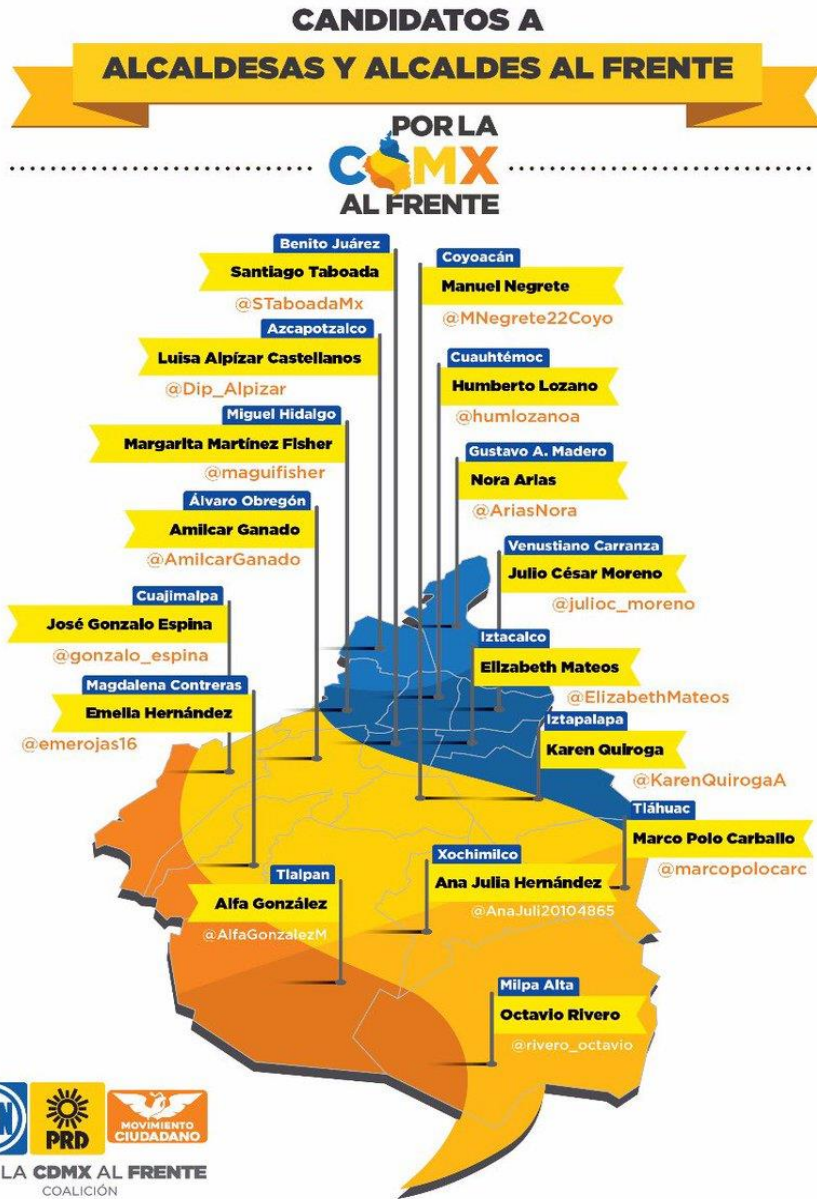 CANDIDATOS A
ALCALDESAS Y ALCALDES AL FRENTE
POR LA
CDMX
AL FRENTE
Benito Juárez
Santiago Taboada
@STaboadaMx
Coyoacán
Manuel Negrete
@MNegrete22Coyo
Azcapotzalco
Luisa Alpízar Castellanos
@Dip_Alpizar
Cuauhtémoc
Humberto Lozano
@humlozanoa
Miguel Hidalgo
Margarita Martínez Fisher
@maguifisher
Gustavo A. Madero
Nora Arias
@AriasNora
Álvaro Obregón
Amilcar Ganado
@AmilcarGanado
Venustiano Carranza
Julio César Moreno
@julioc_moreno
Cuajimalpa
José Gonzalo Espina
@gonzalo_espina
Iztacalco
Elizabeth Mateos
@ElizabethMateos
Magdalena Contreras
Emelia Hernández
@emerojas16
Iztapalapa
Karen Quiroga
@KarenQuirogaA
Tláhuac
Marco Polo Carballo
@marcopolocarc
Xochimilco
Ana Julia Hernández
@AnaJuli20104865
Tlalpan
Alfa González
@AlfaGonzalezM
Milpa Alta
Octavio Rivero
@rivero_octavio
PRD
MOVIMIENTO
CIUDADANO
LA CDMX AL FRENTE
COALICIÓN